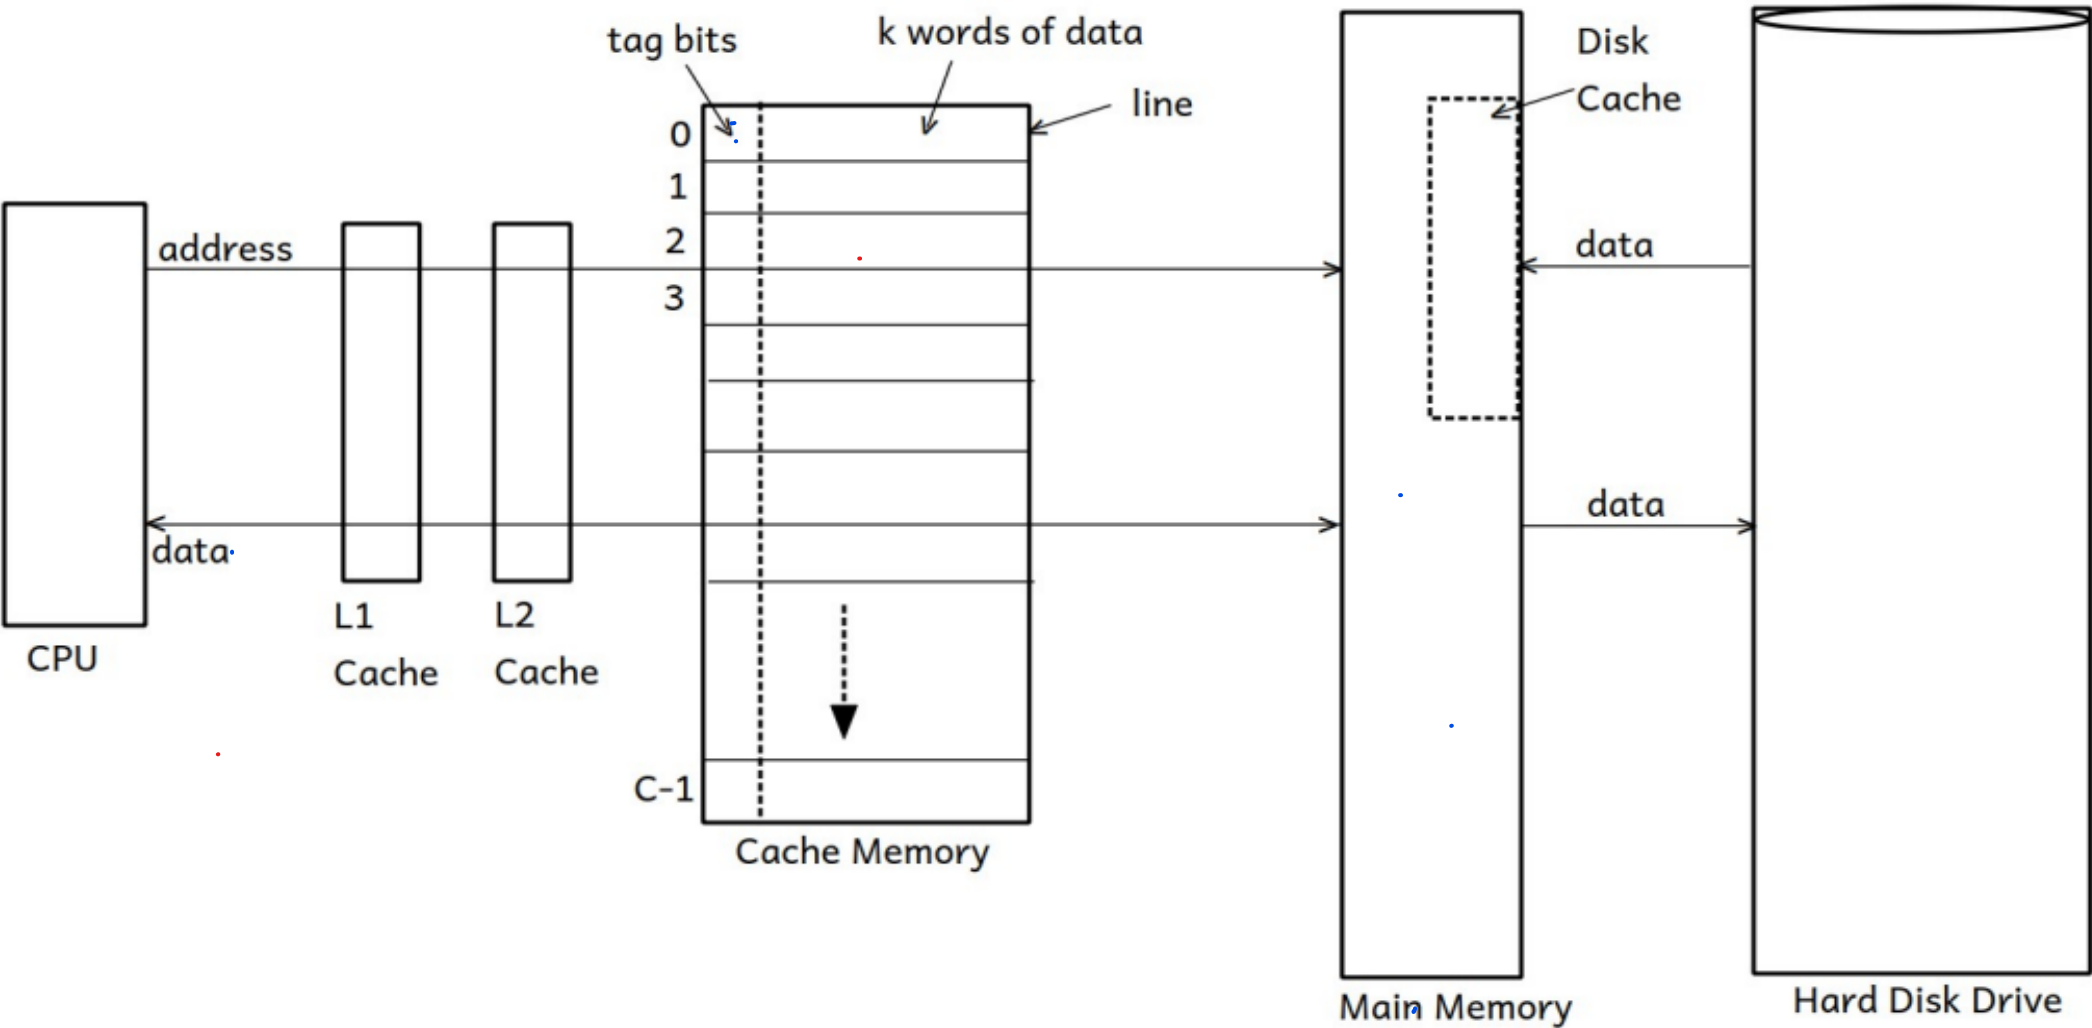 tag bits
k words of data
line
Disk
Cache
0
1
2
3
address
data
data
data
L1
Cache
L2
Cache
CPU
C-1
Cache Memory
Main Memory
Hard Disk Drive